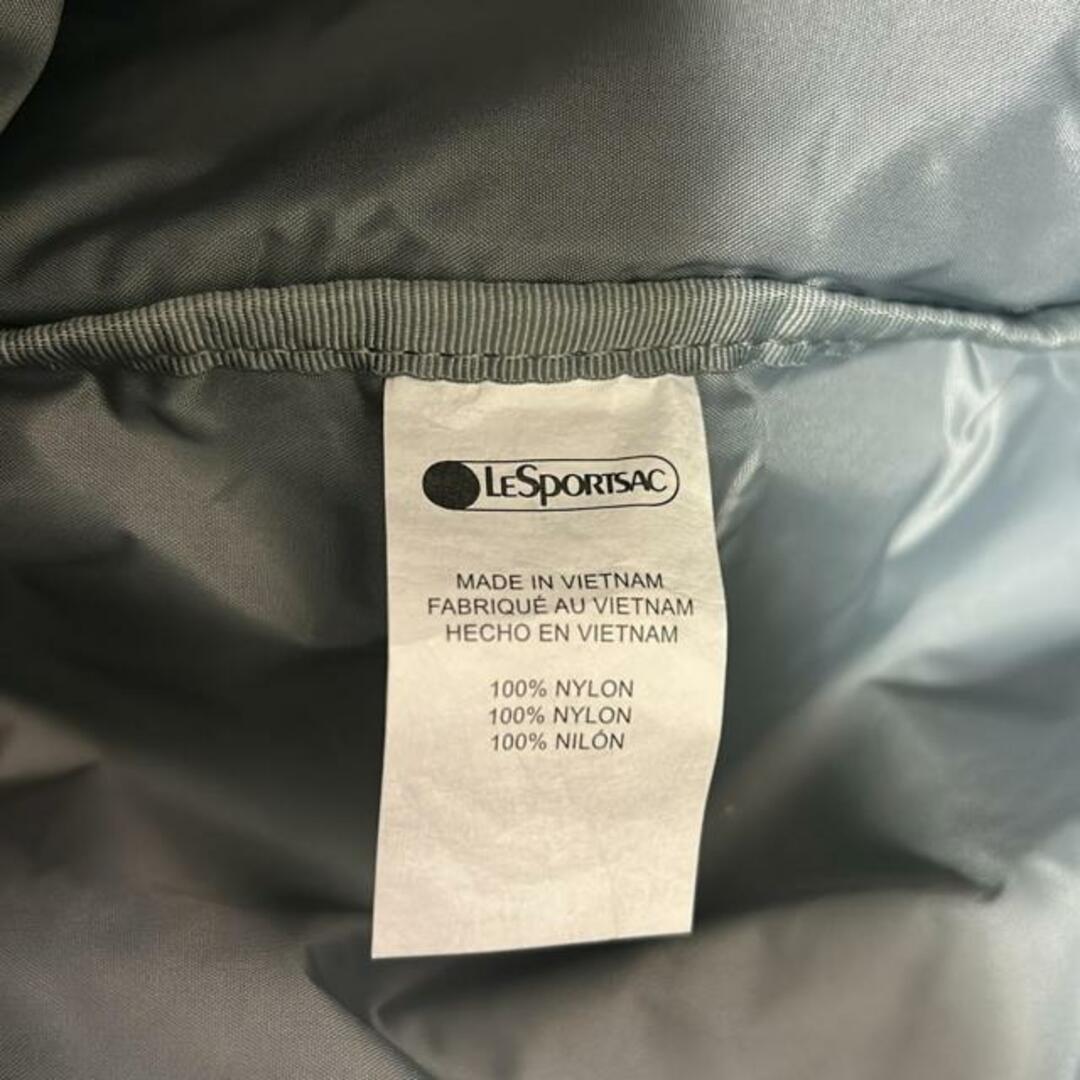 LESPORTSAC
MADE IN VIETNAM
FABRIQUÉ AU VIETNAM
HECHO EN VIETNAM
100% NYLON
100% NYLON
100% NILÓN